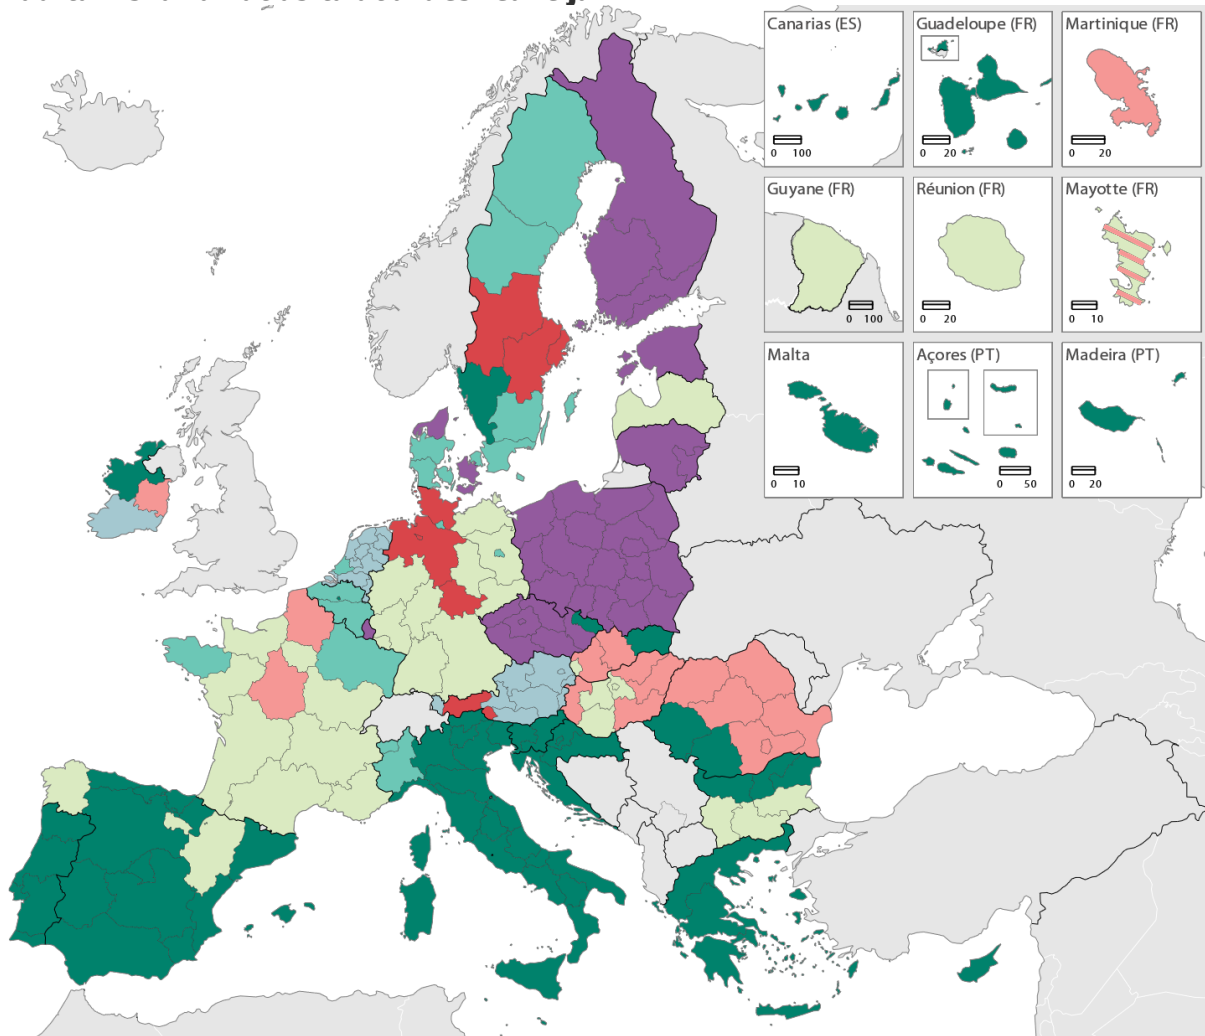 Canarias (ES)
0 100
Guadeloupe (FR)
0 20
Martinique (FR)
0 20
Guyane (FR)
0 100
Réunion (FR)
0 20
Mayotte (FR)
0 10
Malta
0 10
Açores (PT)
0 50
Madeira (PT)
0 20